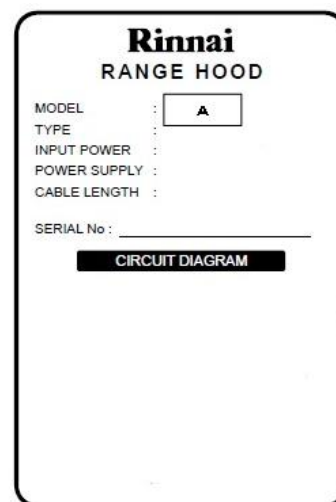 Rinnai
RANGE HOOD
MODEL : A
TYPE :
INPUT POWER :
POWER SUPPLY :
CABLE LENGTH :
SERIAL No :
CIRCUIT DIAGRAM